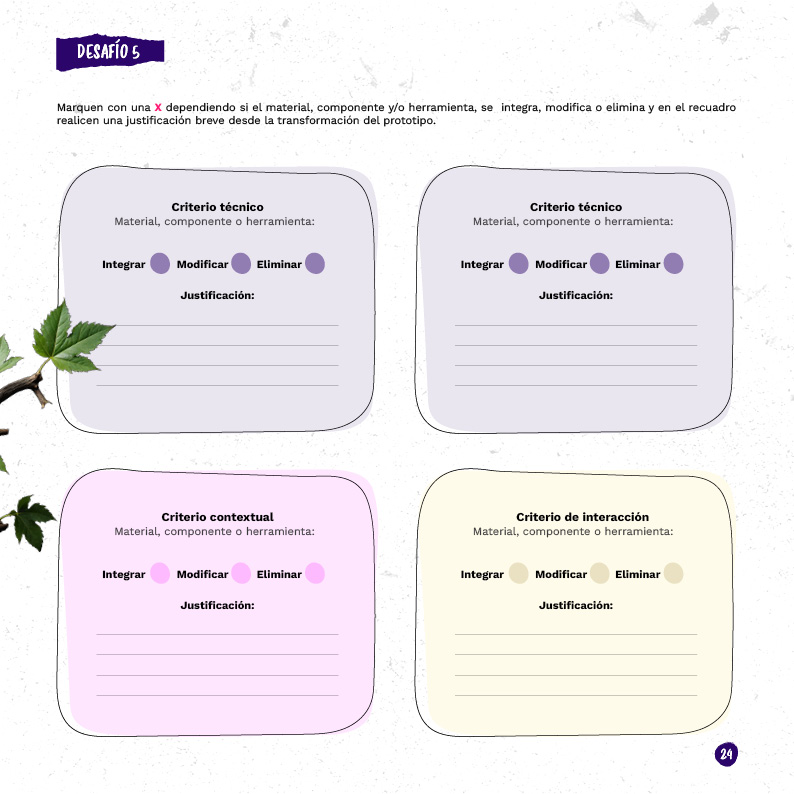 DESAFÍO 5
Marquen con una X dependiendo si el material, componente y/o herramienta, se integra, modifica o elimina y en el recuadro
realicen una justificación breve desde la transformación del prototipo.
Criterio técnico
Material, componente o herramienta:
Integrar Modificar Eliminar
Justificación:
Criterio técnico
Material, componente o herramienta:
Integrar Modificar Eliminar
Justificación:
Criterio contextual
Material, componente o herramienta:
Integrar Modificar Eliminar
Justificación:
Criterio de interacción
Material, componente o herramienta:
Integrar Modificar Eliminar
Justificación:
24